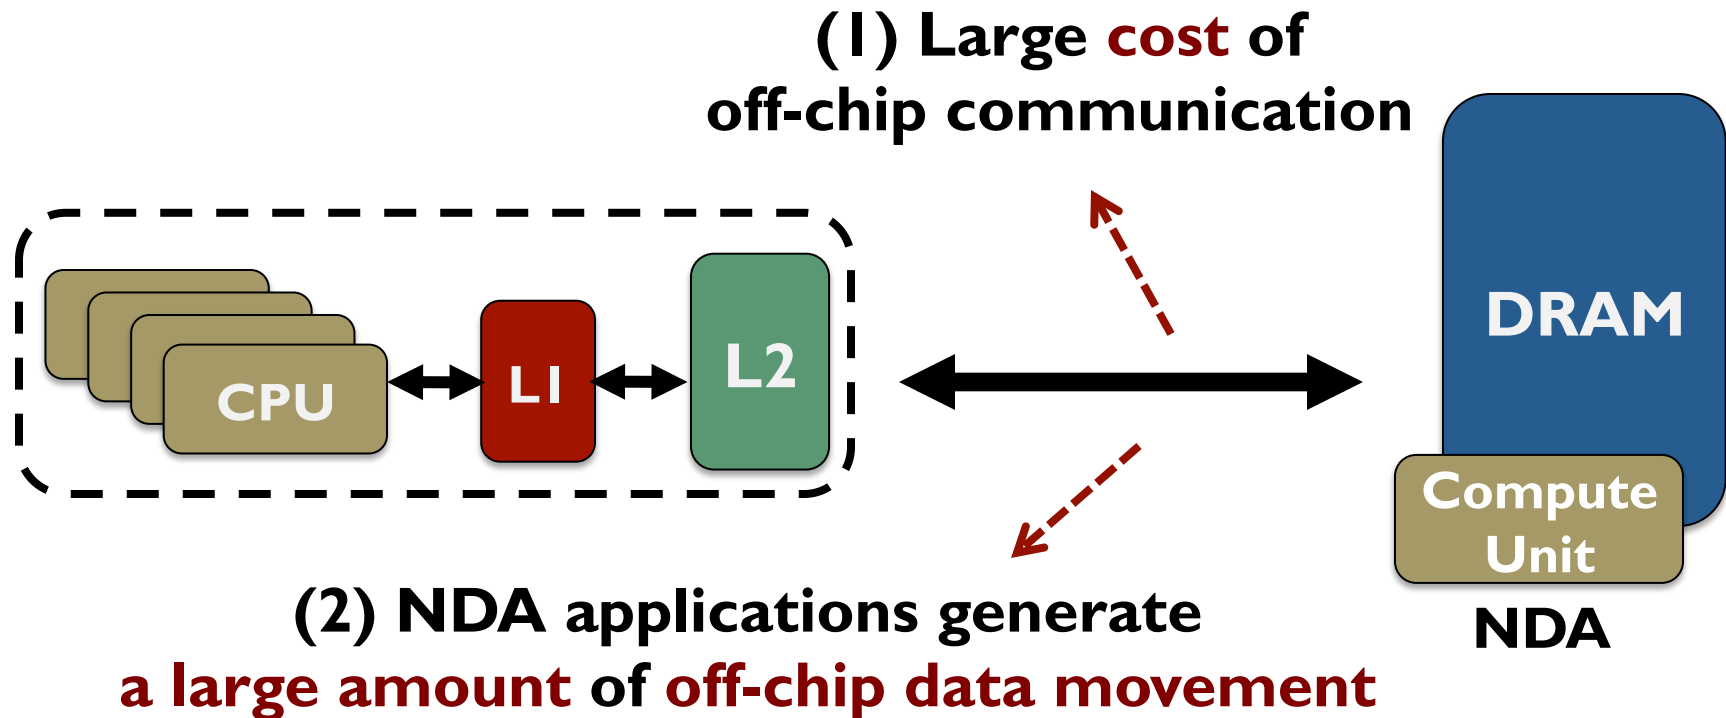 (1) Large cost of
off-chip communication
DRAM
CPU
L1
L2
Compute
Unit
NDA
(2) NDA applications generate
a large amount of off-chip data movement